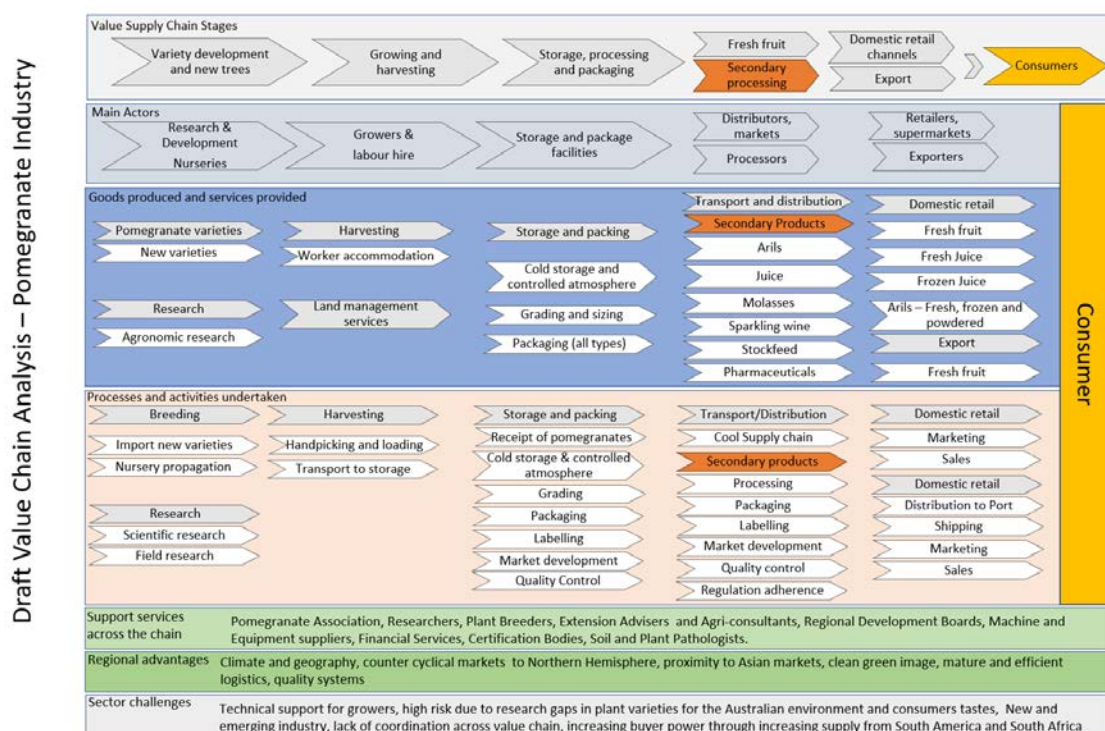 Draft Value Chain Analysis – Pomegranate Industry
Value Supply Chain Stages
Variety development
and new trees
Growing and
harvesting
Storage, processing
and packaging
Fresh fruit
Secondary
processing
Domestic retail
channels
Export
Consumers
Main Actors
Research &
Development
Nurseries
Growers &
labour hire
Storage and package
facilities
Distributors,
markets
Processors
Retailers,
supermarkets
Exporters
Consumer
Goods produced and services provided
Pomegranate varieties
New varieties
Research
Agronomic research
Harvesting
Worker accommodation
Land management
services
Storage and packing
Cold storage and
controlled atmosphere
Grading and sizing
Packaging (all types)
Transport and distribution
Secondary Products
Arils
Juice
Molasses
Sparkling wine
Stockfeed
Pharmaceuticals
Domestic retail
Fresh fruit
Fresh Juice
Frozen Juice
Arils – Fresh, frozen and
powdered
Export
Fresh fruit
Processes and activities undertaken
Breeding
Import new varieties
Nursery propagation
Research
Scientific research
Field research
Harvesting
Handpicking and loading
Transport to storage
Storage and packing
Receipt of pomegranates
Cold storage & controlled
atmosphere
Grading
Packaging
Labelling
Market development
Quality Control
Transport/Distribution
Cool Supply chain
Secondary products
Processing
Packaging
Labelling
Market development
Quality control
Regulation adherence
Domestic retail
Marketing
Sales
Domestic retail
Distribution to Port
Shipping
Marketing
Sales
Support services
across the chain
Pomegranate Association, Researchers, Plant Breeders, Extension Advisers and Agri-consultants, Regional Development Boards, Machine and
Equipment suppliers, Financial Services, Certification Bodies, Soil and Plant Pathologists.
Regional advantages
Climate and geography, counter cyclical markets to Northern Hemisphere, proximity to Asian markets, clean green image, mature and efficient
logistics, quality systems
Sector challenges
Technical support for growers, high risk due to research gaps in plant varieties for the Australian environment and consumers tastes, New and
emerging industry, lack of coordination across value chain, increasing buyer power through increasing supply from South America and South Africa